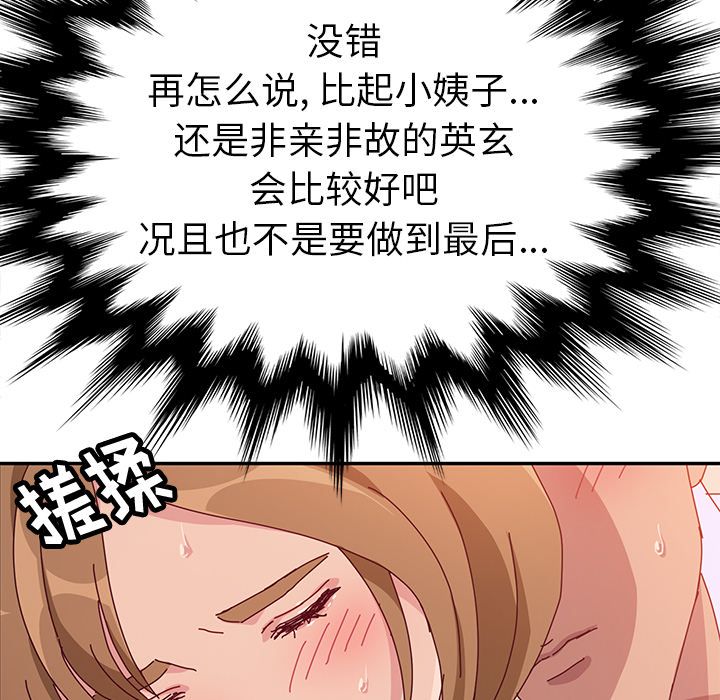 没错
再怎么说, 比起小姨子...
还是非亲非故的英玄
会比较好吧
况且也不是要做到最后...
搓揉